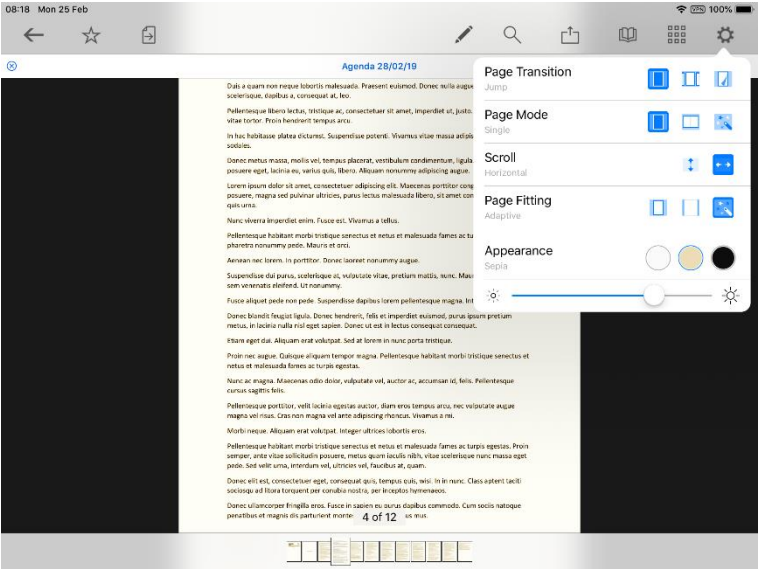 08:18 Mon 25 Feb
VPN 100%
Agenda 28/02/19
Duis a quam non neque lobortis malesuada. Praesent euismod. Donec nulla augue
scelerisque, dapibus a, consequat at, leo.
Pellentesque libero lectus, tristique ac, consectetuer sit amet, imperdiet ut, justo.
vitae tortor. Proin hendrerit tempus arcu.
In hac habitasse platea dictumst. Suspendisse potenti. Vivamus vitae massa adipis
sodales.
Donec metus massa, mollis vel, tempus placerat, vestibulum condimentum, ligula
posuere eget, lacinia eu, varius quis, libero. Aliquam nonummy adipiscing augue.
Lorem ipsum dolor sit amet, consectetuer adipiscing elit. Maecenas porttitor cong
posuere, magna sed pulvinar ultricies, purus lectus malesuada libero, sit amet com
quis urna.
Nunc viverra imperdiet enim. Fusce est. Vivamus a tellus.
Pellentesque habitant morbi tristique senectus et netus et malesuada fames ac tu
pharetra nonummy pede. Mauris et orci.
Aenean nec lorem. In porttitor. Donec laoreet nonummy augue.
Suspendisse dui purus, scelerisque at, vulputate vitae, pretium mattis, nunc. Mau
sem venenatis eleifend. Ut nonummy.
Fusce aliquet pede non pede. Suspendisse dapibus lorem pellentesque magna. Int
Donec blandit feugiat ligula. Donec hendrerit, felis et imperdiet euismod, purus ipsum pretium
metus, in lacinia nulla nisl eget sapien. Donec ut est in lectus consequat consequat.
Etiam eget dui. Aliquam erat volutpat. Sed at lorem in nunc porta tristique.
Proin nec augue. Quisque aliquam tempor magna. Pellentesque habitant morbi tristique senectus et
netus et malesuada fames ac turpis egestas.
Nunc ac magna. Maecenas odio dolor, vulputate vel, auctor ac, accumsan id, felis. Pellentesque
cursus sagittis felis.
Pellentesque porttitor, velit lacinia egestas auctor, diam eros tempus arcu, nec vulputate augue
magna vel risus. Cras non magna vel ante adipiscing rhoncus. Vivamus a mi.
Morbi neque. Aliquam erat volutpat. Integer ultrices lobortis eros.
Pellentesque habitant morbi tristique senectus et netus et malesuada fames ac turpis egestas. Proin
semper, ante vitae sollicitudin posuere, metus quam iaculis nibh, vitae scelerisque nunc massa eget
pede. Sed velit urna, interdum vel, ultricies vel, faucibus at, quam.
Donec elit est, consectetuer eget, consequat quis, tempus quis, wisi. In in nunc. Class aptent taciti
sociosqu ad litora torquent per conubia nostra, per inceptos hymenaeos.
Donec ullamcorper fringilla eros. Fusce in sapien eu purus dapibus commodo. Cum sociis natoque
penatibus et magnis dis parturient monte us mus.
4 of 12
Page Transition
Jump
Page Mode
Single
Scroll
Horizontal
Page Fitting
Adaptive
Appearance
Sepia